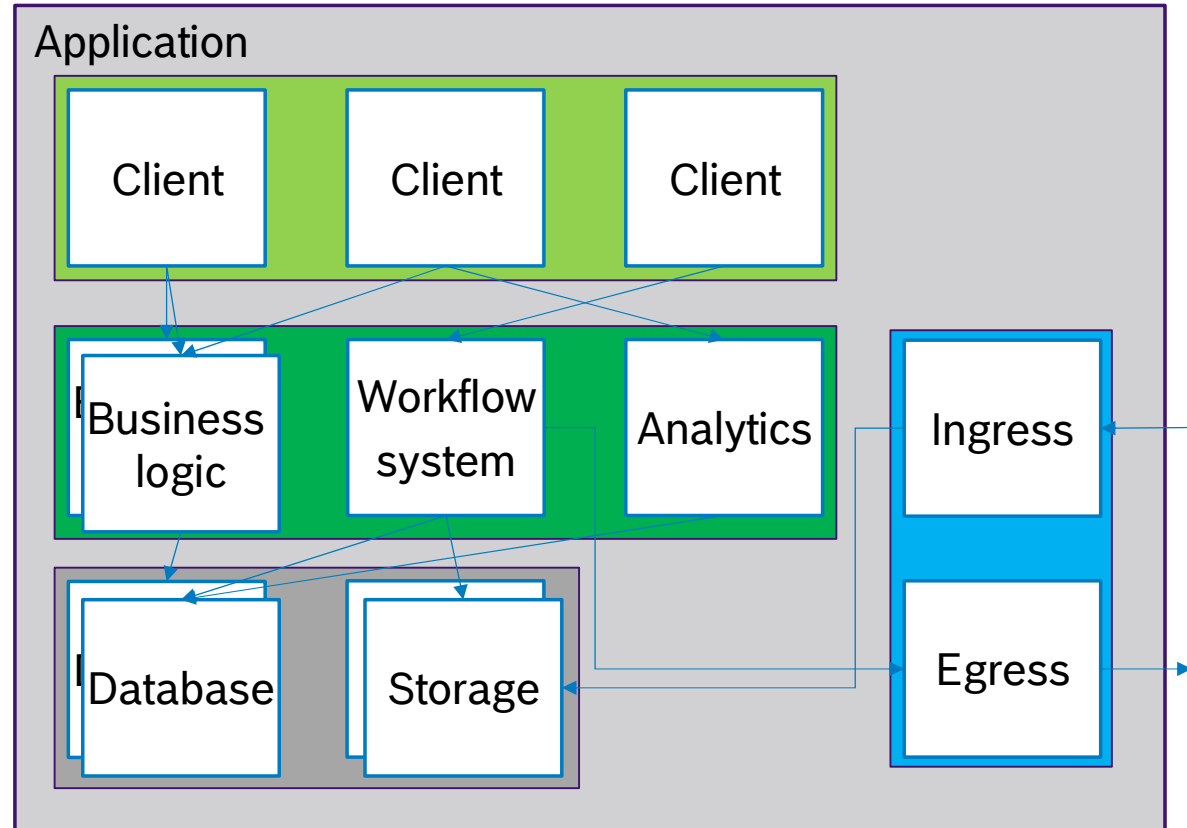 Application
Client
Client
Client
Business
logic
Workflow
system
Analytics
Ingress
Database
Storage
Egress